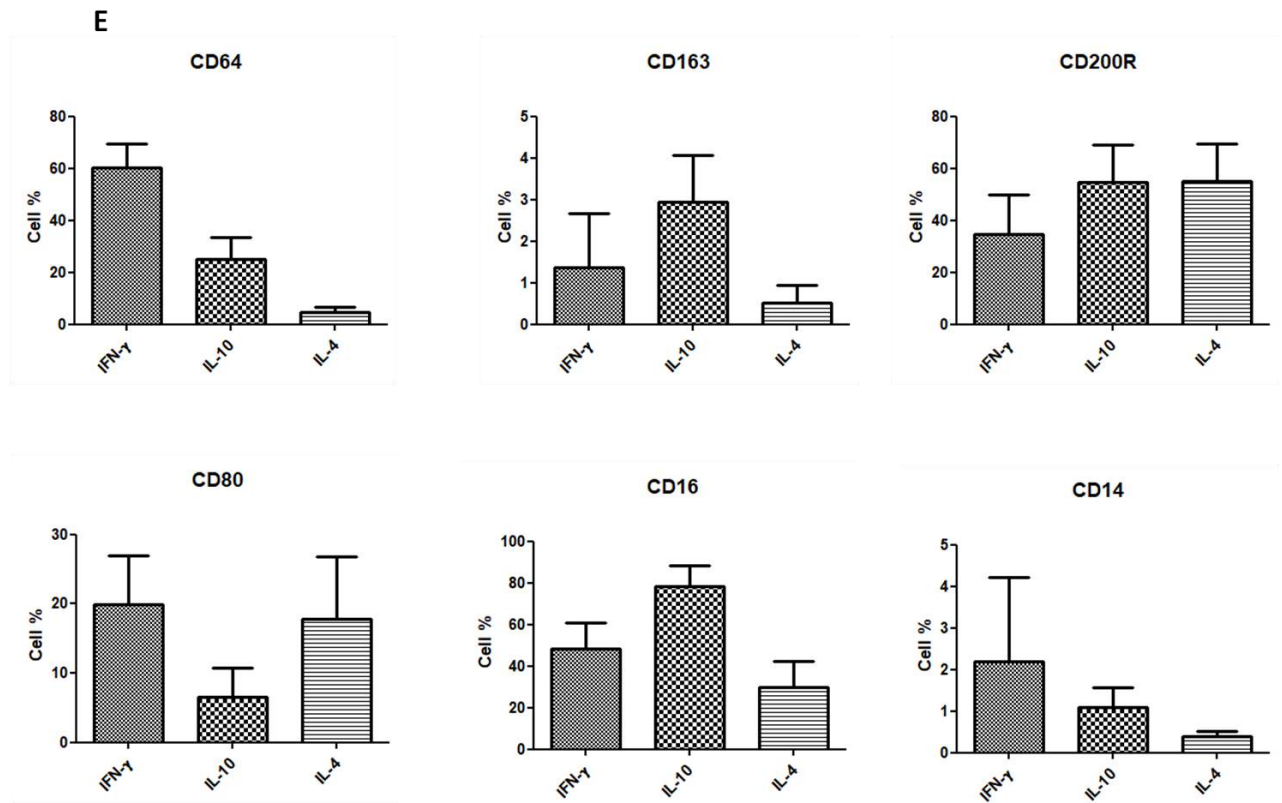 E
CD64
Cell %
80
60
40
20
0
IFN-γ
IL-10
IL-4
CD163
Cell %
5
4
3
2
1
0
IFN-γ
IL-10
IL-4
CD200R
Cell %
80
60
40
20
0
IFN-γ
IL-10
IL-4
CD80
Cell %
30
20
10
0
IFN-γ
IL-10
IL-4
CD16
Cell %
100
80
60
40
20
0
IFN-γ
IL-10
IL-4
CD14
Cell %
5
4
3
2
1
0
IFN-γ
IL-10
IL-4